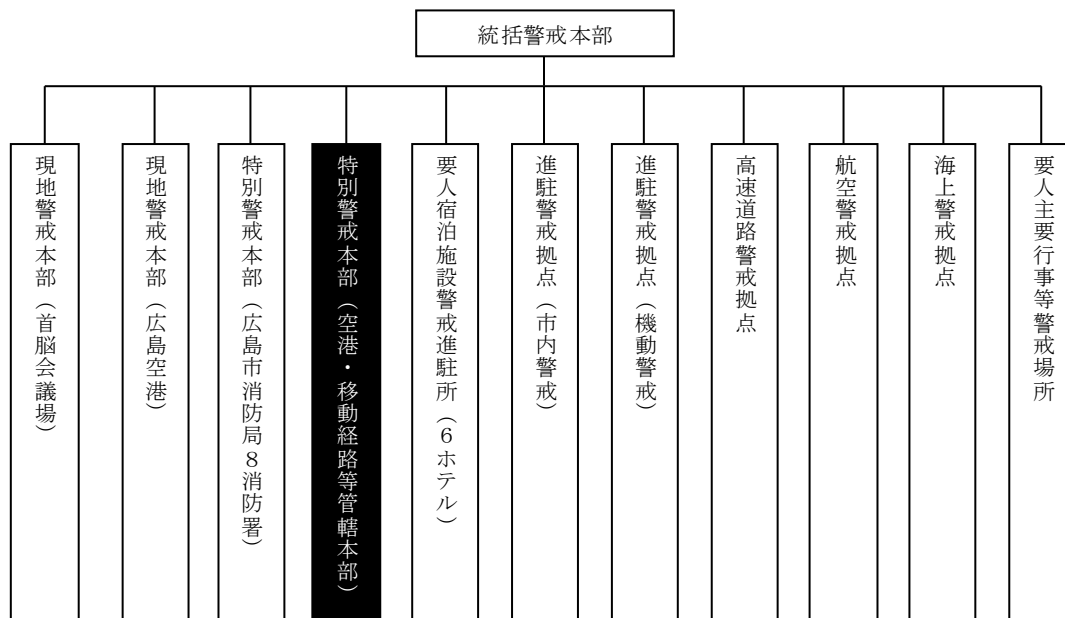 統括警戒本部
現地警戒本部（首脳会議場）
現地警戒本部（広島空港）
特別警戒本部（広島市消防局８消防署）
特別警戒本部（空港・移動経路等管轄本部）
要人宿泊施設警戒進駐所（６ホテル）
進駐警戒拠点（市内警戒）
進駐警戒拠点（機動警戒）
高速道路警戒拠点
航空警戒拠点
海上警戒拠点
要人主要行事等警戒場所